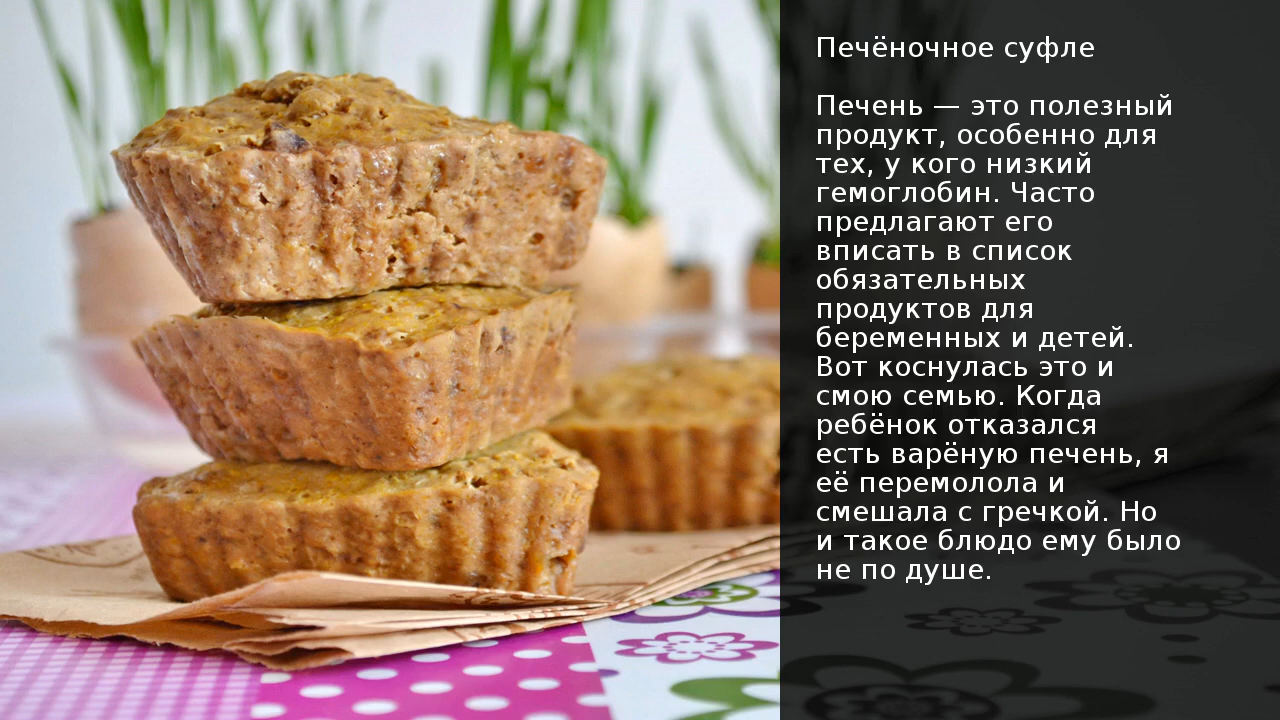 Печёночное суфле
Печень — это полезный
продукт, особенно для
тех, у кого низкий
гемоглобин. Часто
предлагают его
вписать в список
обязательных
продуктов для
беременных и детей.
Вот коснулась это и
смою семью. Когда
ребёнок отказался
есть варёную печень, я
её перемолола и
смешала с гречкой. Но
и такое блюдо ему было
не по душе.